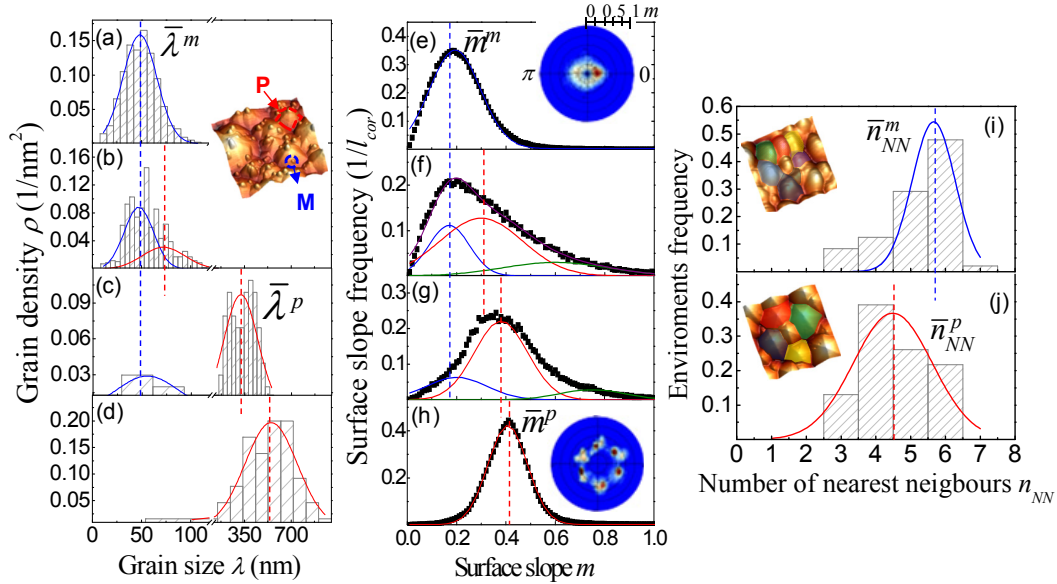 (a)
λ̄ᵐ
0.15
0.10
0.05
P
M
(b)
0.12
0.08
0.04
(c)
λ̄ᵖ
0.09
0.06
0.03
(d)
0.20
0.15
0.10
0.05
0 50 100 350 700
Grain density ρ (1/nm²)
Grain size λ (nm)
(e)
m̄ᵐ
0 0.5 1 m
π 0
0.4
0.2
(f)
0.2
0.1
(g)
0.2
0.1
0.0
(h)
m̄ᵖ
0.4
0.2
0.0 0.2 0.4 0.6 0.8 1.0
Surface slope frequency (1/l_cor)
Surface slope m
0.6
0.5
0.4
0.3
0.2
0.1
n̄ᵐ_NN
(i)
0.4
0.3
0.2
0.1
n̄ᵖ_NN
(j)
0 1 2 3 4 5 6 7 8
Enviroments frequency
Number of nearest neigbours n_NN